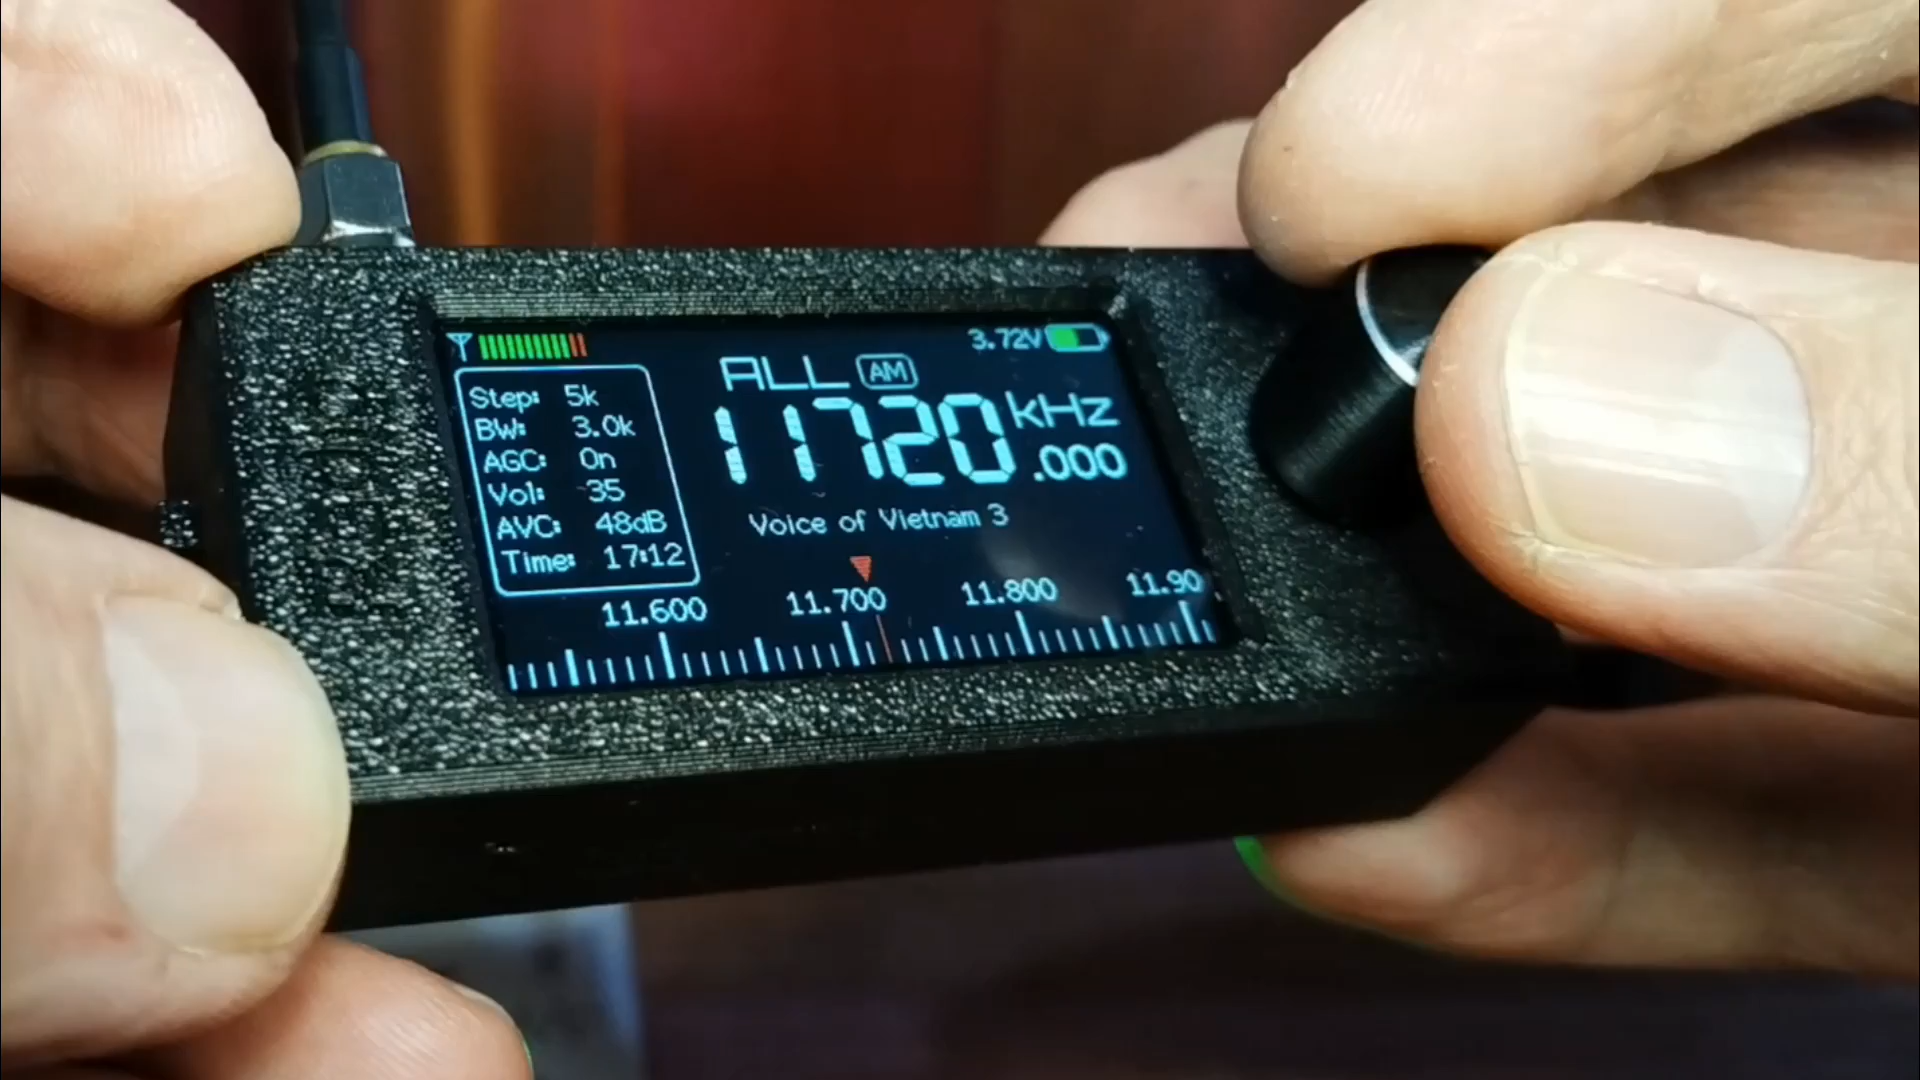 3.72V
ALL AM
Step: 5k
BW: 3.0k
AGC: On
Vol: 35
AVC: 48dB
Time: 17:12
11720 kHz
.000
Voice of Vietnam 3
11.600 11.700 11.800 11.90